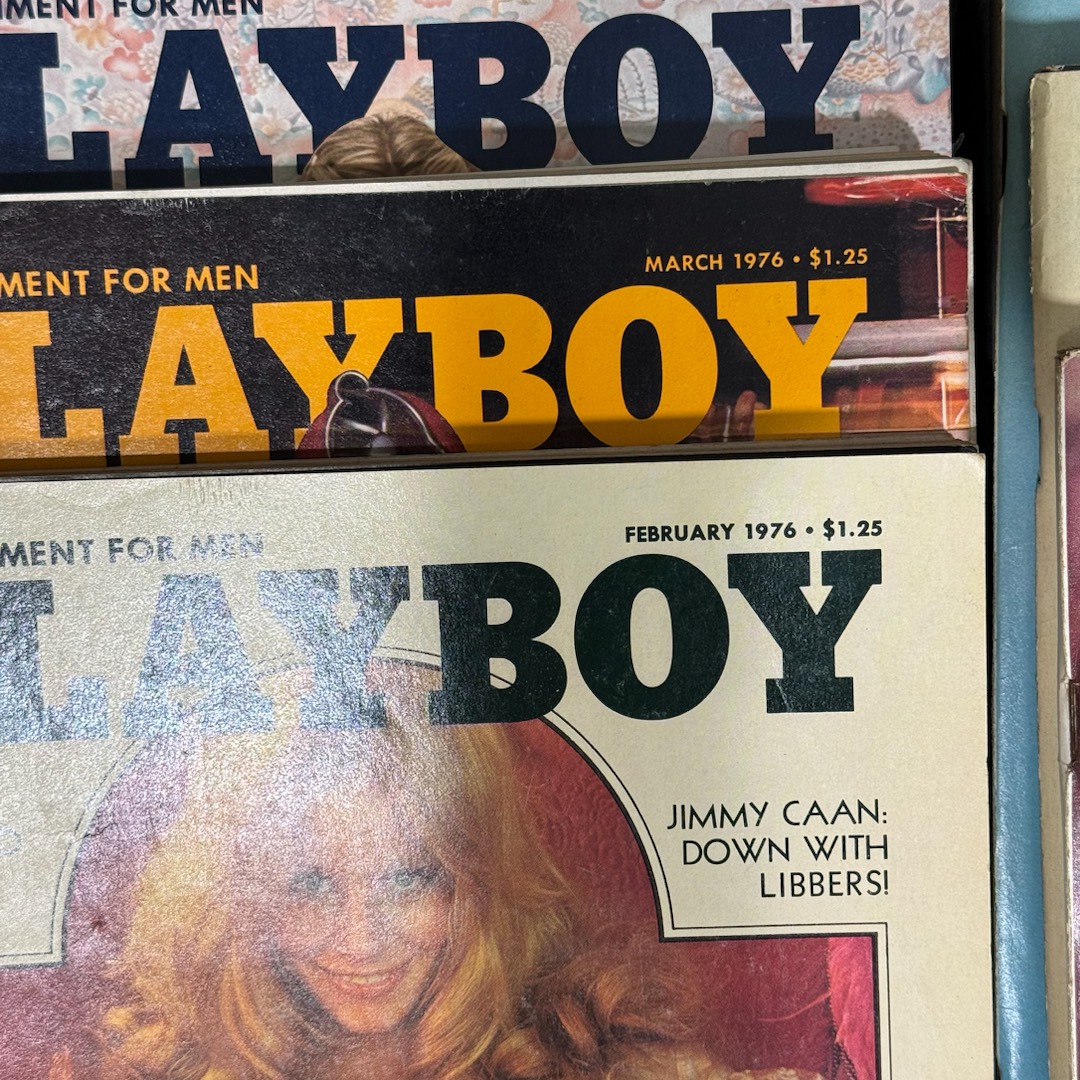 NMENT FOR MEN
LAYBOY
MENT FOR MEN
MARCH 1976 • $1.25
LAYBOY
MENT FOR MEN
FEBRUARY 1976 • $1.25
LAYBOY
JIMMY CAAN:
DOWN WITH
LIBBERS!